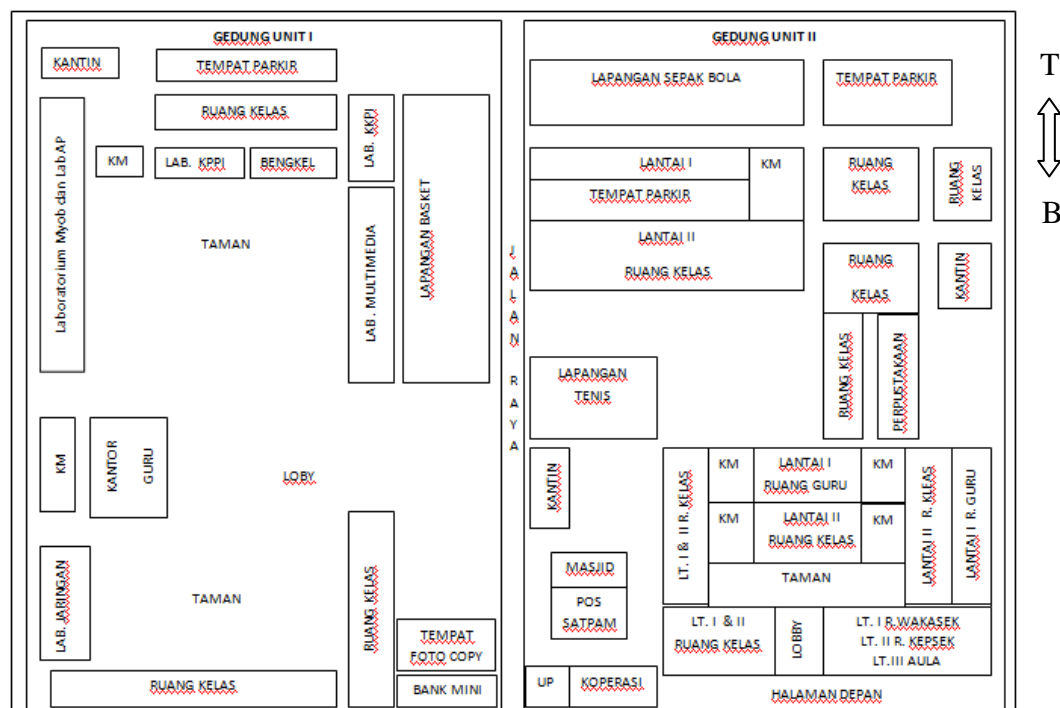 GEDUNG UNIT I
KANTIN
TEMPAT PARKIR
RUANG KELAS
LAB. KKPI
LAPANGAN BASKET
Laboratorium Myob dan Lab AP
KM
LAB. KPPI
BENGKEL
TAMAN
LAB. MULTIMEDIA
KM
KANTOR
GURU
LOBY
LAB. JARINGAN
TAMAN
RUANG KELAS
TEMPAT
FOTO COPY
RUANG KELAS
BANK MINI
JALAN RAYA
GEDUNG UNIT II
LAPANGAN SEPAK BOLA
TEMPAT PARKIR
LANTAI I
KM
TEMPAT PARKIR
LANTAI II
RUANG KELAS
RUANG
KELAS
RUANG
KELAS
RUANG
KELAS
KANTIN
RUANG KELAS
PERPUSTAKAAN
LAPANGAN
TENIS
KANTIN
LT. I & II R. KELAS
KM
LANTAI I
RUANG GURU
KM
KM
LANTAI II
RUANG KELAS
KM
LANTAI II R. KLEAS
LANTAI I R. GURU
TAMAN
MASJID
POS
SATPAM
LT. I & II
RUANG KELAS
LOBBY
LT. I R.WAKASEK
LT. II R. KEPSEK
LT.III AULA
UP
KOPERASI
HALAMAN DEPAN
T
B